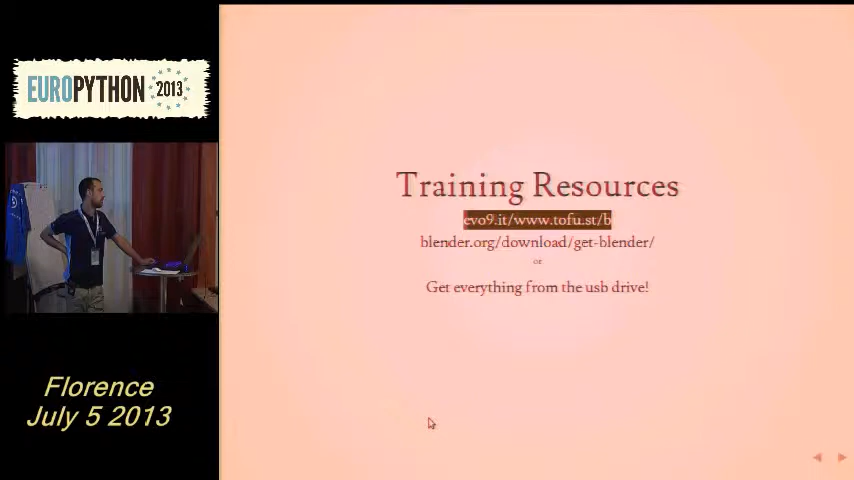 EUROPYTHON 2013
Training Resources
evo9.it/www.tofu.st/b
blender.org/download/get-blender/
or
Get everything from the usb drive!
Florence
July 5 2013